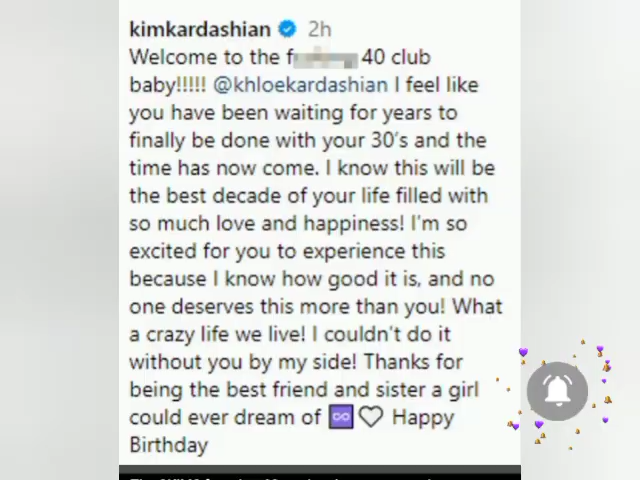 kimkardashian 2h
Welcome to the 40 club
baby!!!!! @khloekardashian I feel like
you have been waiting for years to
finally be done with your 30's and the
time has now come. I know this will be
the best decade of your life filled with
so much love and happiness! I'm so
excited for you to experience this
because I know how good it is, and no
one deserves this more than you! What
a crazy life we live! I couldn't do it
without you by my side! Thanks for
being the best friend and sister a girl
could ever dream of ♾️🤍 Happy
Birthday